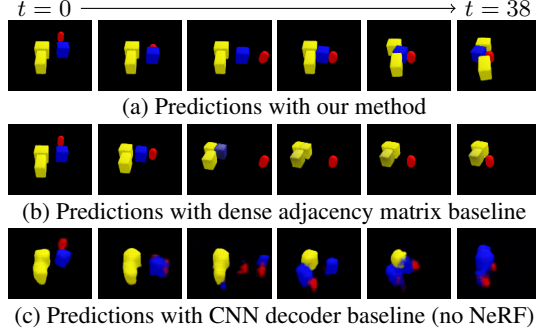 t = 0 t = 38
(a) Predictions with our method
(b) Predictions with dense adjacency matrix baseline
(c) Predictions with CNN decoder baseline (no NeRF)